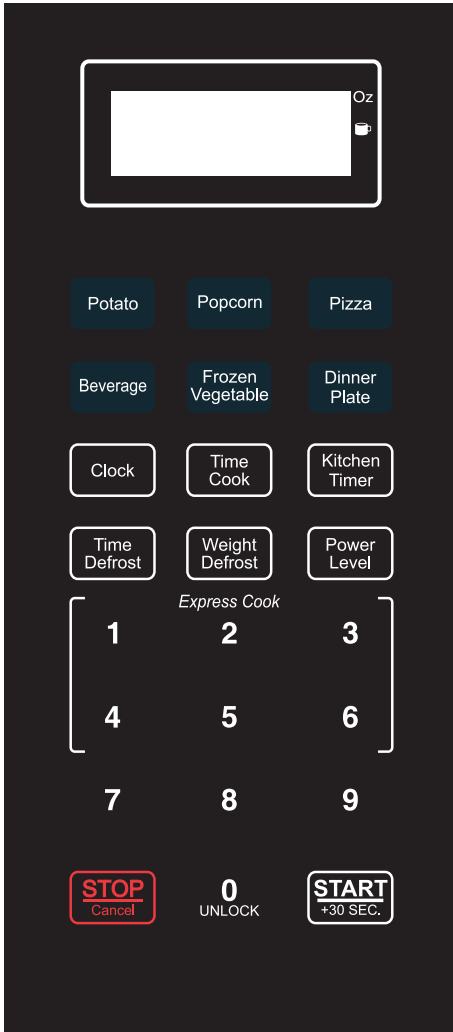 Oz
Potato Popcorn Pizza
Beverage Frozen Vegetable Dinner Plate
Clock Time Cook Kitchen Timer
Time Defrost Weight Defrost Power Level
Express Cook
1 2 3
4 5 6
7 8 9
STOP 0 START
Cancel UNLOCK +30 SEC.